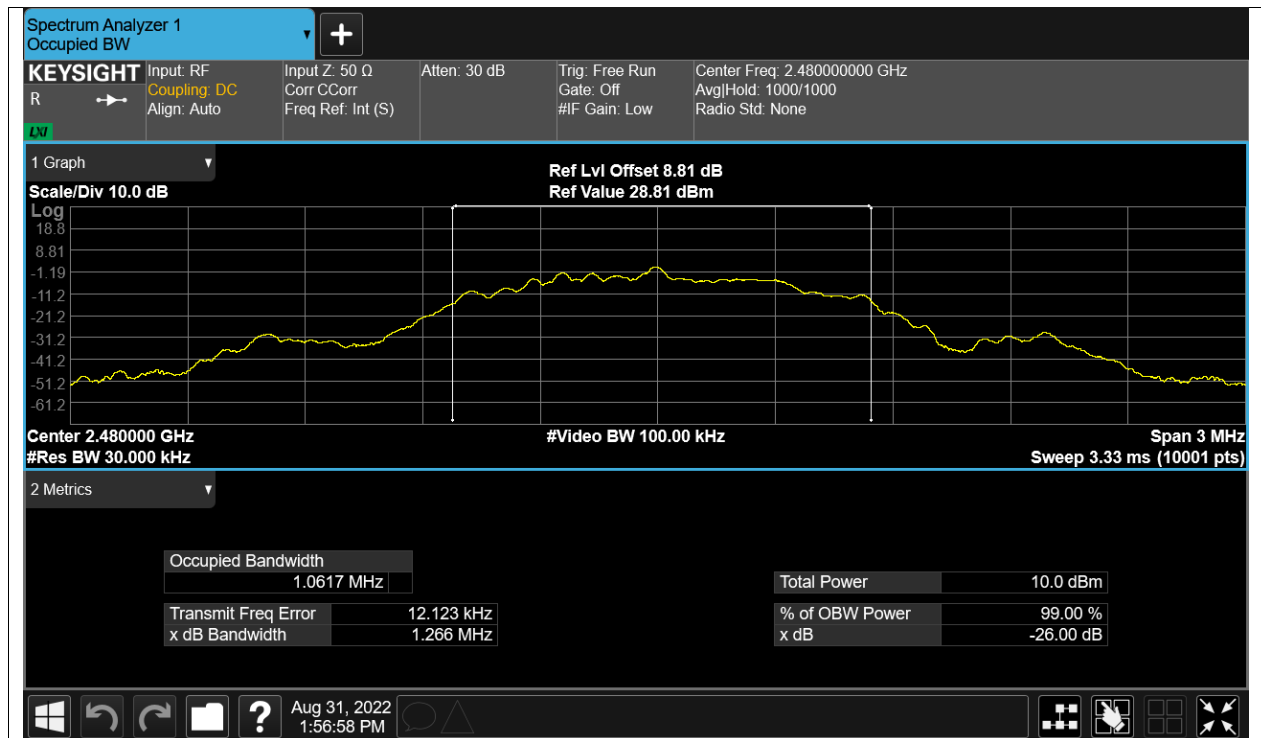 Spectrum Analyzer 1
Occupied BW
KEYSIGHT
R
LXI
Input: RF
Coupling: DC
Align: Auto
Input Z: 50 Ω
Corr CCorr
Freq Ref: Int (S)
Atten: 30 dB
Trig: Free Run
Gate: Off
#IF Gain: Low
Center Freq: 2.480000000 GHz
Avg|Hold: 1000/1000
Radio Std: None
1 Graph
Scale/Div 10.0 dB
Ref Lvl Offset 8.81 dB
Ref Value 28.81 dBm
Log
18.8
8.81
-1.19
-11.2
-21.2
-31.2
-41.2
-51.2
-61.2
Center 2.480000 GHz
#Res BW 30.000 kHz
#Video BW 100.00 kHz
Span 3 MHz
Sweep 3.33 ms (10001 pts)
2 Metrics
Occupied Bandwidth
1.0617 MHz
Transmit Freq Error 12.123 kHz
x dB Bandwidth 1.266 MHz
Total Power 10.0 dBm
% of OBW Power 99.00 %
x dB -26.00 dB
?
Aug 31, 2022
1:56:58 PM